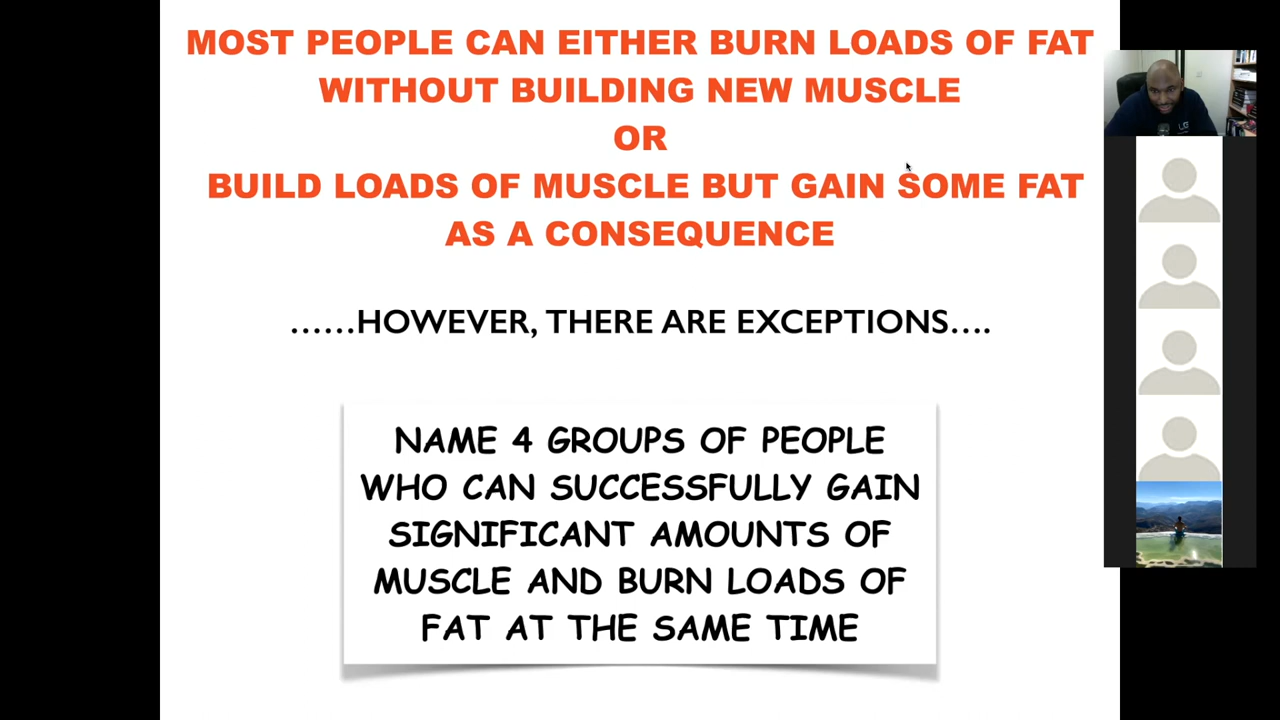 MOST PEOPLE CAN EITHER BURN LOADS OF FAT
WITHOUT BUILDING NEW MUSCLE
OR
BUILD LOADS OF MUSCLE BUT GAIN SOME FAT
AS A CONSEQUENCE
......HOWEVER, THERE ARE EXCEPTIONS....
NAME 4 GROUPS OF PEOPLE
WHO CAN SUCCESSFULLY GAIN
SIGNIFICANT AMOUNTS OF
MUSCLE AND BURN LOADS OF
FAT AT THE SAME TIME